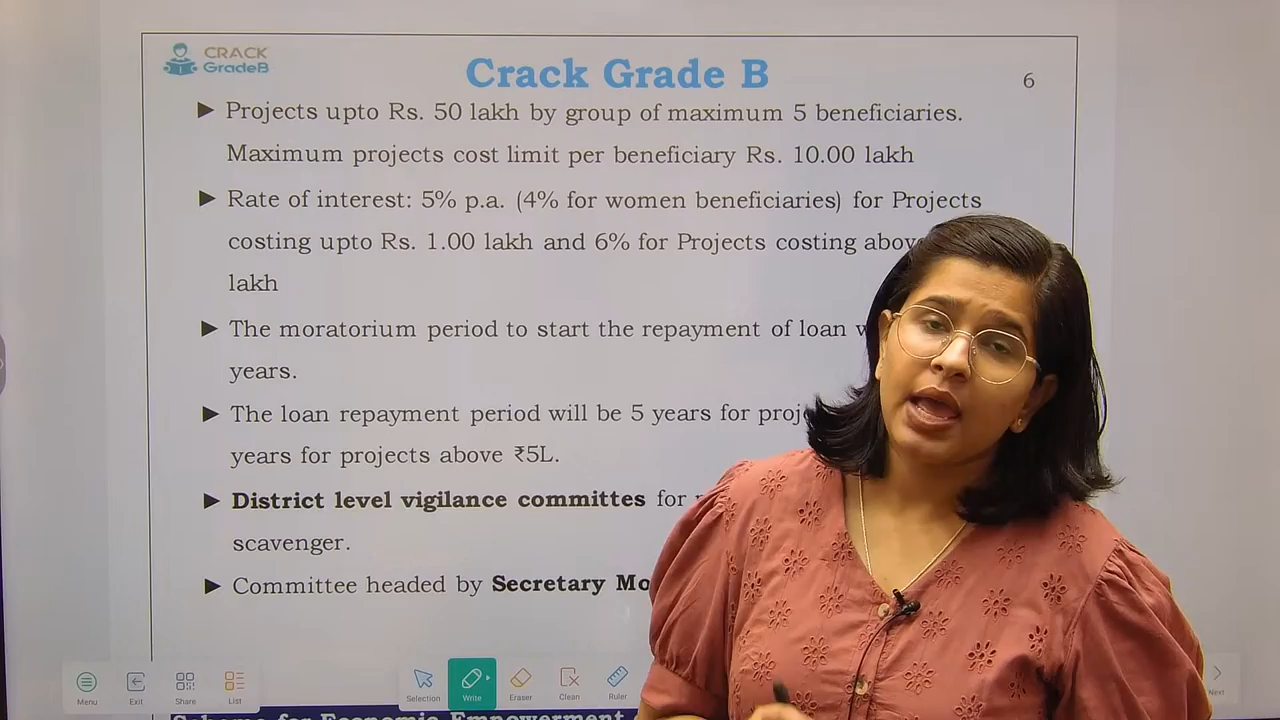 CRACK
GradeB
Crack Grade B
6
► Projects upto Rs. 50 lakh by group of maximum 5 beneficiaries.
Maximum projects cost limit per beneficiary Rs. 10.00 lakh
► Rate of interest: 5% p.a. (4% for women beneficiaries) for Projects
costing upto Rs. 1.00 lakh and 6% for Projects costing
lakh
► The moratorium period to start the repayment of loan
years.
► The loan repayment period will be 5 years for
years for projects above ₹5L.
► District level vigilance committes for
scavenger.
► Committee headed by Secretary
Menu
Exit
Share
List
Selection
Write
Eraser
Clean
Ruler
Next
Scheme for Economic Empowerment